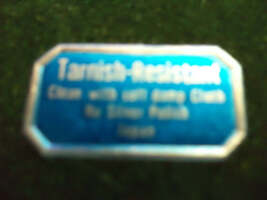 Tarnish-Resistant
Clean with soft damp Cloth
No Silver Polish
Japan